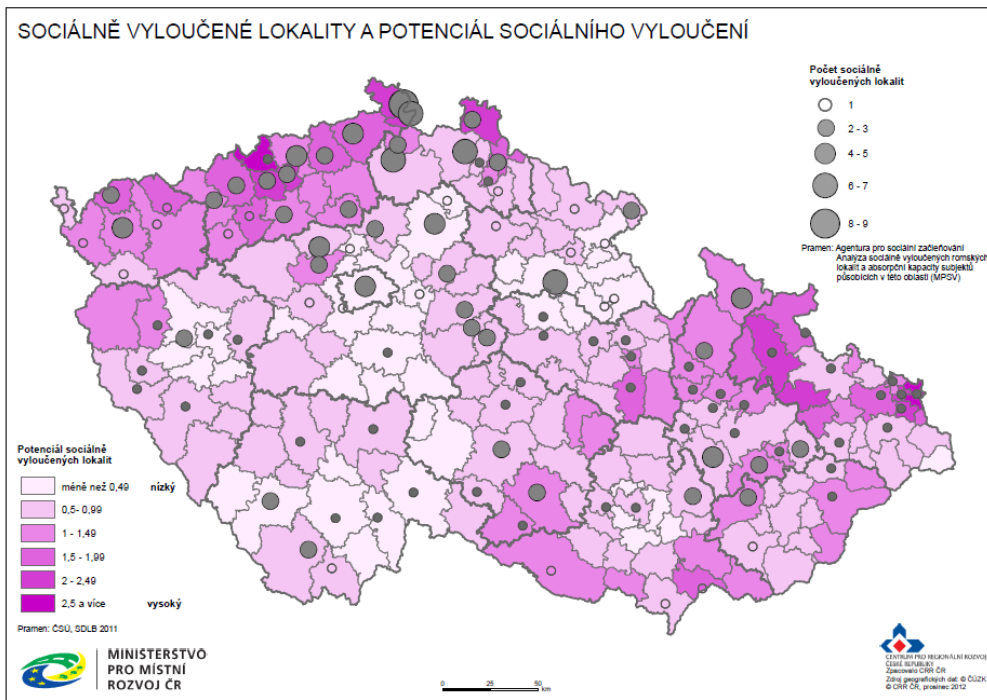 SOCIÁLNĚ VYLOUČENÉ LOKALITY A POTENCIÁL SOCIÁLNÍHO VYLOUČENÍ
Počet sociálně
vyloučených lokalit
1
2 - 3
4 - 5
6 - 7
8 - 9
Pramen: Agentura pro sociální začleňování
Analýza sociálně vyloučených romských
lokalit a absorpční kapacity subjektů
působících v této oblasti (MPSV)
Potenciál sociálně
vyloučených lokalit
méně než 0,49 nízký
0,5- 0,99
1 - 1,49
1,5 - 1,99
2 - 2,49
2,5 a více vysoký
Pramen: ČSÚ, SDLB 2011
MINISTERSTVO
PRO MÍSTNÍ
ROZVOJ ČR
0 25 50
km
CENTRUM PRO REGIONÁLNÍ ROZVOJ
ČESKÉ REPUBLIKY
Zpracovalo CRR ČR
Zdroj geografických dat: © ČÚZK
© CRR ČR, prosinec 2012